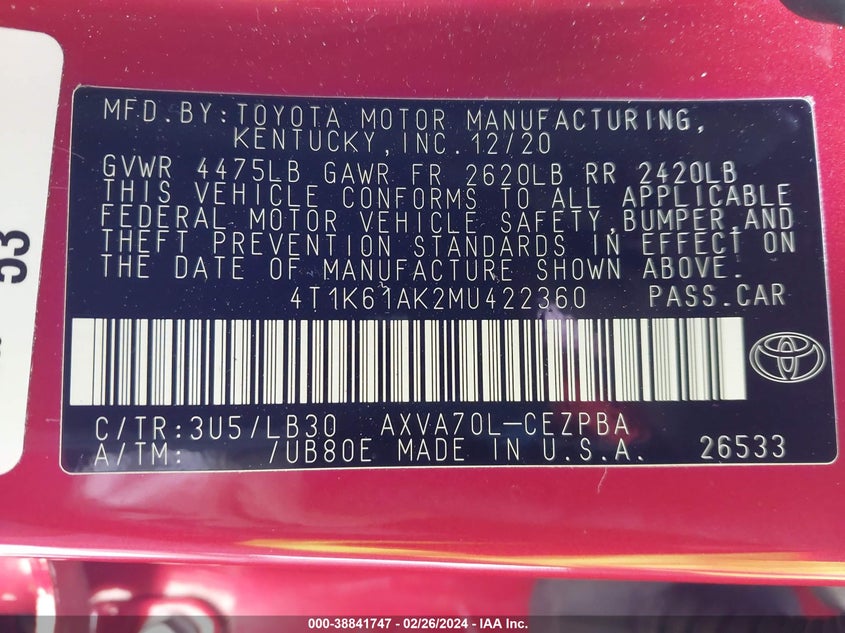 MFD.BY:TOYOTA MOTOR MANUFACTURING,
KENTUCKY,INC.12/20
GVWR 4475LB GAWR FR 2620LB RR 2420LB
THIS VEHICLE CONFORMS TO ALL APPLICABLE
FEDERAL MOTOR VEHICLE SAFETY,BUMPER,AND
THEFT PREVENTION STANDARDS IN EFFECT ON
THE DATE OF MANUFACTURE SHOWN ABOVE.
4T1K61AK2MU422360 PASS.CAR
C/TR:3U5/LB30 AXVA70L-CEZPBA
A/TM: /UB80E MADE IN U.S.A. 26533
53
000-38841747 - 02/26/2024 - IAA Inc.